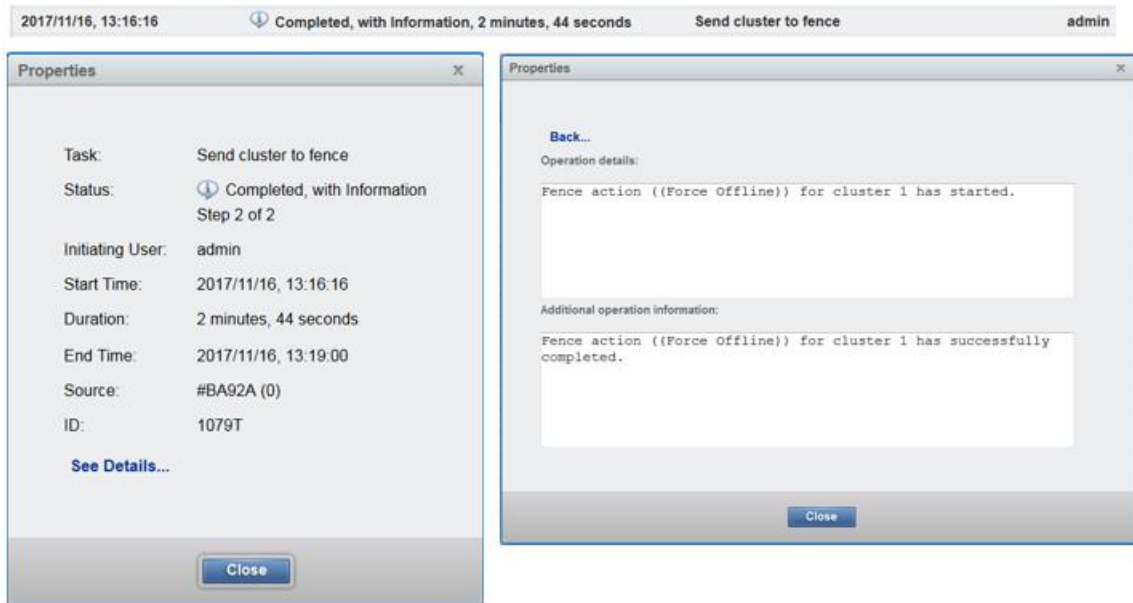 2017/11/16, 13:16:16 Completed, with Information, 2 minutes, 44 seconds Send cluster to fence admin
Properties x
Task: Send cluster to fence
Status: Completed, with Information
Step 2 of 2
Initiating User: admin
Start Time: 2017/11/16, 13:16:16
Duration: 2 minutes, 44 seconds
End Time: 2017/11/16, 13:19:00
Source: #BA92A (0)
ID: 1079T
See Details...
Close
Properties x
Back...
Operation details:
Fence action ((Force Offline)) for cluster 1 has started.
Additional operation information:
Fence action ((Force Offline)) for cluster 1 has successfully
completed.
Close